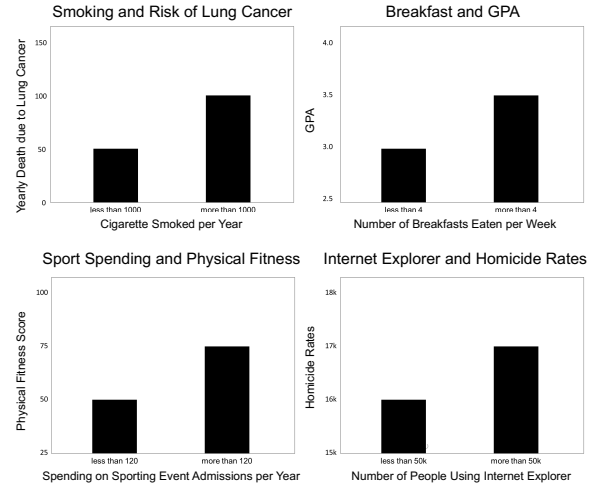 Smoking and Risk of Lung Cancer
Yearly Death due to Lung Cancer
150
100
50
0
less than 1000
more than 1000
Cigarette Smoked per Year
Breakfast and GPA
GPA
4.0
3.5
3.0
2.5
less than 4
more than 4
Number of Breakfasts Eaten per Week
Sport Spending and Physical Fitness
Physical Fitness Score
100
75
50
25
less than 120
more than 120
Spending on Sporting Event Admissions per Year
Internet Explorer and Homicide Rates
Homicide Rates
18k
17k
16k
15k
less than 50k
more than 50k
Number of People Using Internet Explorer